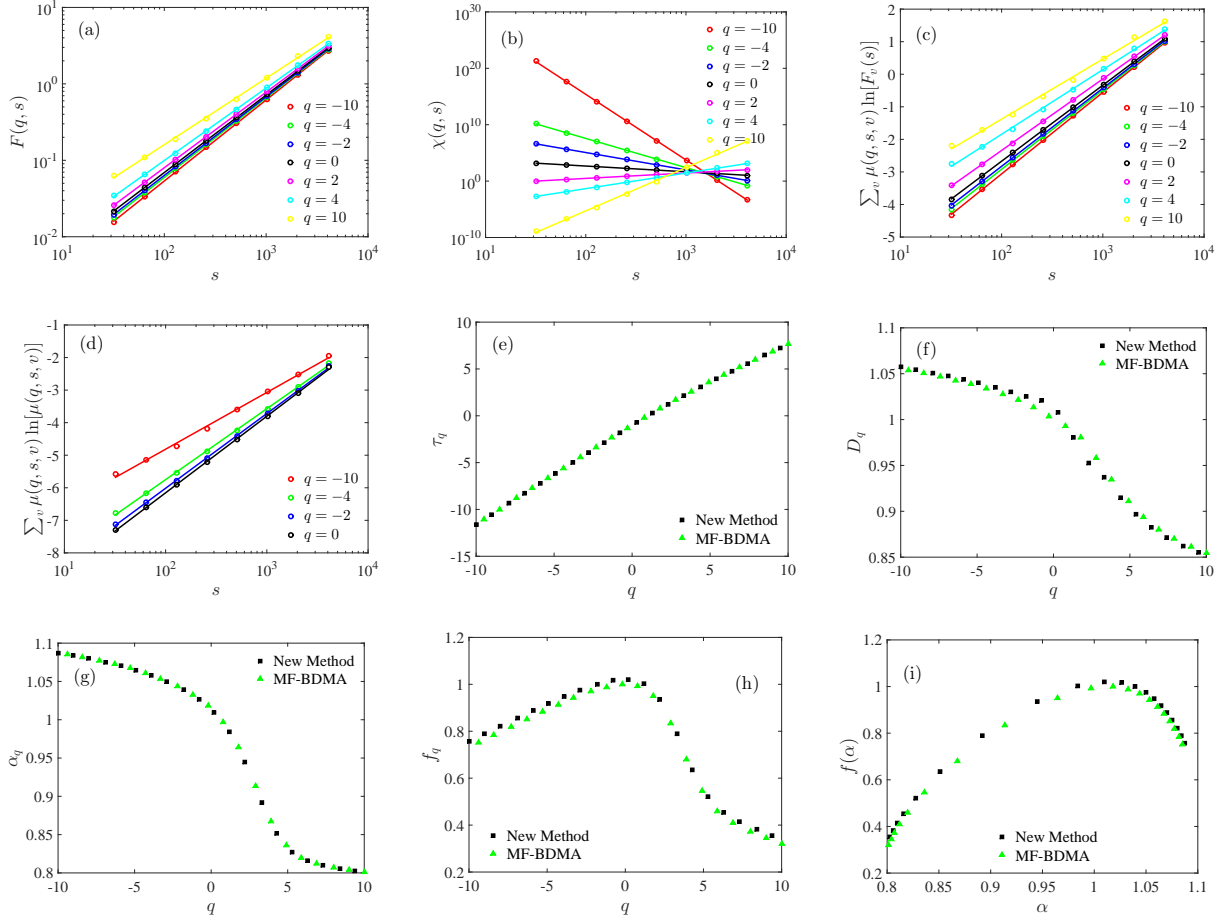 (a)
F(q, s)
10^1
10^0
10^{-1}
10^{-2}
q = −10
q = −4
q = −2
q = 0
q = 2
q = 4
q = 10
10^1 10^2 10^3 10^4
s
(b)
χ(q, s)
10^{30}
10^{20}
10^{10}
10^0
10^{-10}
q = −10
q = −4
q = −2
q = 0
q = 2
q = 4
q = 10
10^1 10^2 10^3 10^4
s
(c)
∑_v μ(q, s, v) ln[F_v(s)]
2
1
0
-1
-2
-3
-4
-5
q = −10
q = −4
q = −2
q = 0
q = 2
q = 4
q = 10
10^1 10^2 10^3 10^4
s
(d)
∑_v μ(q, s, v) ln[μ(q, s, v)]
-1
-2
-3
-4
-5
-6
-7
-8
q = −10
q = −4
q = −2
q = 0
10^1 10^2 10^3 10^4
s
(e)
τ_q
10
5
0
-5
-10
-15
New Method
MF-BDMA
-10 -5 0 5 10
q
(f)
D_q
1.1
1.05
1
0.95
0.9
0.85
New Method
MF-BDMA
-10 -5 0 5 10
q
(g)
α_q
1.1
1.05
1
0.95
0.9
0.85
0.8
New Method
MF-BDMA
-10 -5 0 5 10
q
(h)
f_q
1.2
1
0.8
0.6
0.4
0.2
New Method
MF-BDMA
-10 -5 0 5 10
q
(i)
f(α)
1.2
1
0.8
0.6
0.4
0.2
New Method
MF-BDMA
0.8 0.85 0.9 0.95 1 1.05 1.1
α